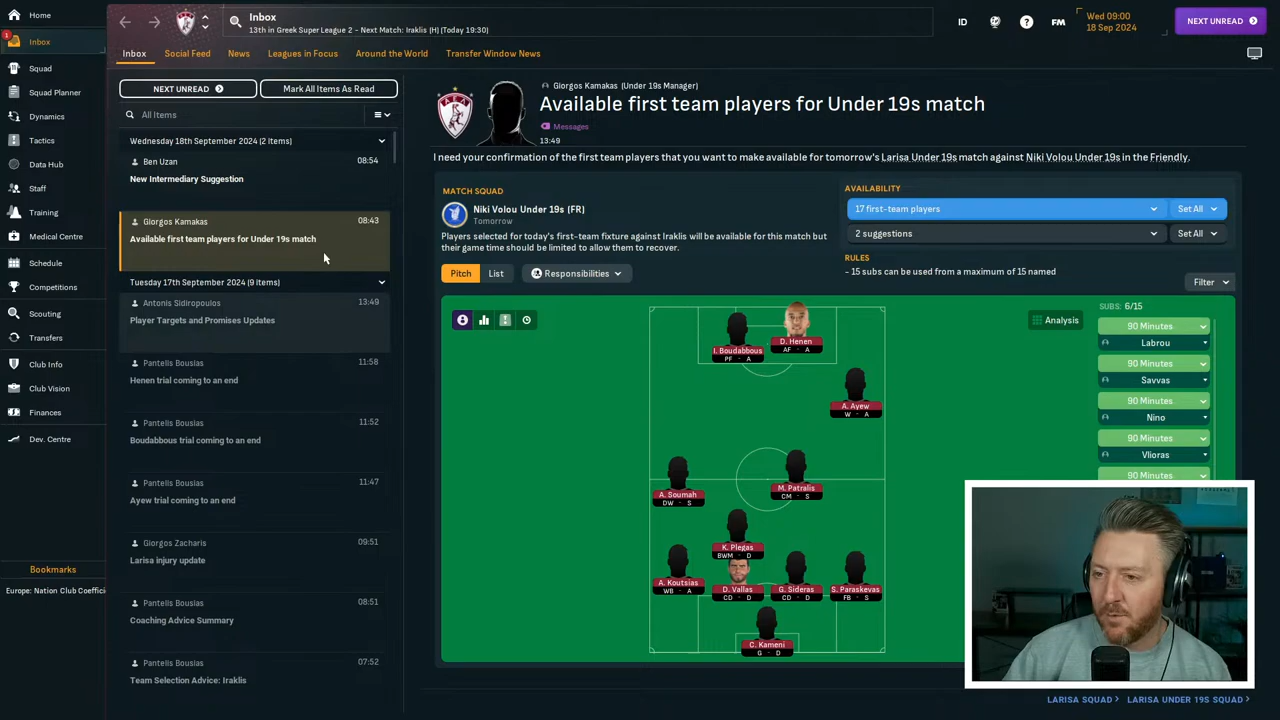 Home
1
Inbox
Squad
Squad Planner
Dynamics
Tactics
Data Hub
Staff
Training
Medical Centre
Schedule
Competitions
Scouting
Transfers
Club Info
Club Vision
Finances
Dev. Centre
Bookmarks
Europe: Nation Club Coeffici
Inbox
13th in Greek Super League 2 - Next Match: Iraklis (H) (Today 19:30)
ID
?
FM
Wed 09:00
18 Sep 2024
NEXT UNREAD
Inbox
Social Feed
News
Leagues in Focus
Around the World
Transfer Window News
NEXT UNREAD
Mark All Items As Read
All Items
Wednesday 18th September 2024 (2 Items)
Ben Uzan 08:54
New Intermediary Suggestion
Giorgos Kamakas 08:43
Available first team players for Under 19s match
Tuesday 17th September 2024 (9 Items)
Antonis Sidiropoulos 13:49
Player Targets and Promises Updates
Pantelis Bousias 11:58
Henen trial coming to an end
Pantelis Bousias 11:52
Boudabbous trial coming to an end
Pantelis Bousias 11:47
Ayew trial coming to an end
Giorgos Zacharis 09:51
Larisa injury update
Pantelis Bousias 08:51
Coaching Advice Summary
Pantelis Bousias 07:52
Team Selection Advice: Iraklis
Giorgos Kamakas (Under 19s Manager)
Available first team players for Under 19s match
Messages
13:49
I need your confirmation of the first team players that you want to make available for tomorrow's Larisa Under 19s match against Niki Volou Under 19s in the Friendly.
MATCH SQUAD
Niki Volou Under 19s (FR)
Tomorrow
Players selected for today's first-team fixture against Iraklis will be available for this match but
their game time should be limited to allow them to recover.
AVAILABILITY
17 first-team players Set All
2 suggestions Set All
RULES
- 15 subs can be used from a maximum of 15 named
Pitch
List
Responsibilities
Filter
Analysis
I. Boudabbous
PF - A
D. Henen
AF - A
A. Ayew
W - A
A. Soumah
DW - S
M. Patralis
CM - S
K. Plegas
BWM - D
A. Koutsias
WB - A
D. Vallas
CD - D
G. Sideras
CD - D
S. Paraskevas
FB - S
C. Kameni
G - D
SUBS: 6/15
90 Minutes
Labrou
90 Minutes
Savvas
90 Minutes
Nino
90 Minutes
Vlioras
90 Minutes
LARISA SQUAD
LARISA UNDER 19S SQUAD